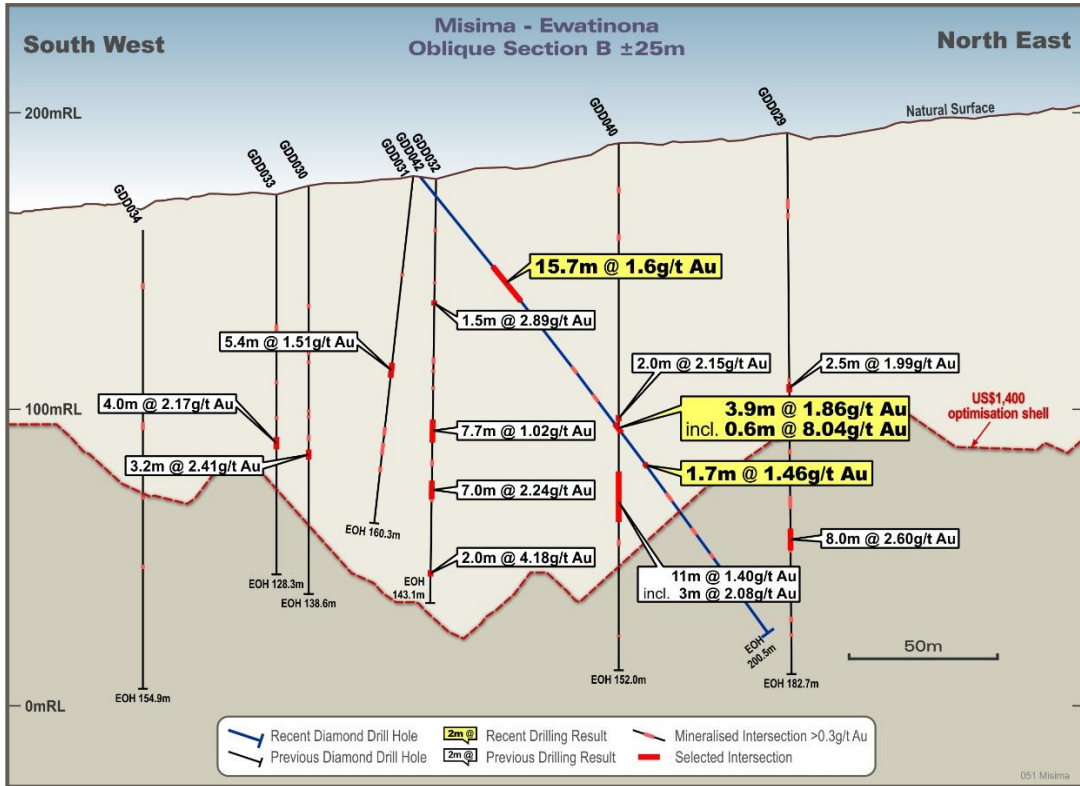 Misima - Ewatinona
Oblique Section B ±25m
South West
North East
200mRL
100mRL
0mRL
Natural Surface
GDD034
GDD033
GDD030
GDD031
GDD042
GDD032
GDD040
GDD029
15.7m @ 1.6g/t Au
1.5m @ 2.89g/t Au
5.4m @ 1.51g/t Au
2.0m @ 2.15g/t Au
2.5m @ 1.99g/t Au
4.0m @ 2.17g/t Au
3.9m @ 1.86g/t Au
incl. 0.6m @ 8.04g/t Au
US$1,400
optimisation shell
7.7m @ 1.02g/t Au
3.2m @ 2.41g/t Au
1.7m @ 1.46g/t Au
7.0m @ 2.24g/t Au
8.0m @ 2.60g/t Au
2.0m @ 4.18g/t Au
11m @ 1.40g/t Au
incl. 3m @ 2.08g/t Au
EOH 160.3m
EOH 128.3m
EOH 138.6m
EOH
143.1m
EOH
200.5m
EOH 154.9m
EOH 152.0m
EOH 182.7m
50m
Recent Diamond Drill Hole
Previous Diamond Drill Hole
2m @
Recent Drilling Result
2m @
Previous Drilling Result
Mineralised Intersection >0.3g/t Au
Selected Intersection
051 Misima